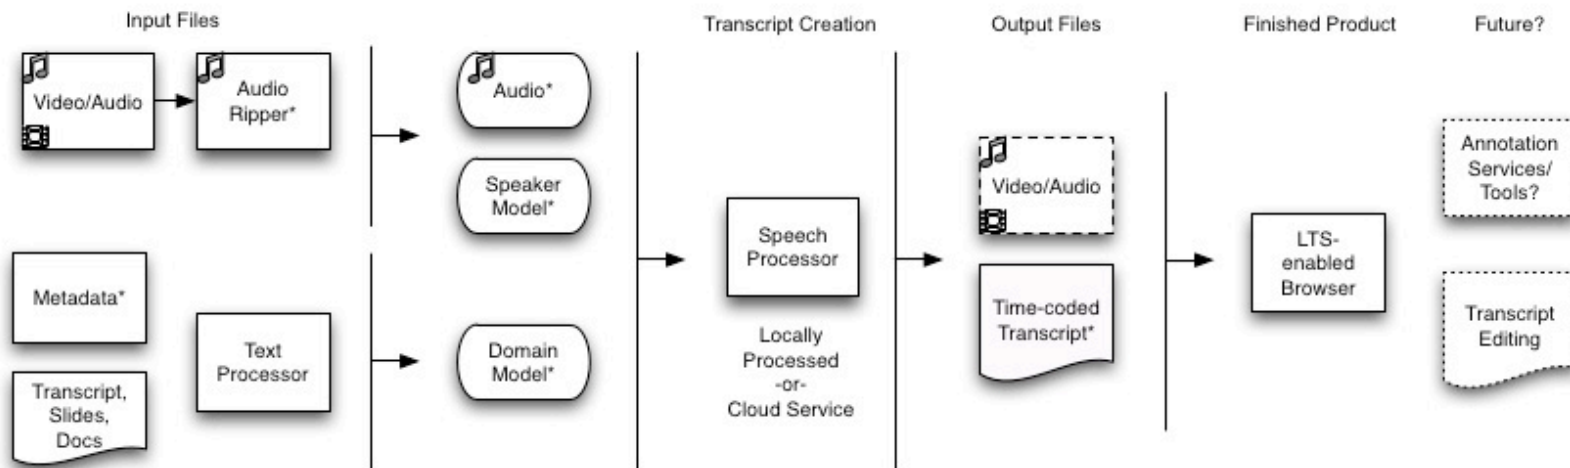 Input Files
Transcript Creation
Output Files
Finished Product
Future?
Video/Audio
Audio
Ripper*
Audio*
Speaker
Model*
Metadata*
Transcript,
Slides,
Docs
Text
Processor
Domain
Model*
Speech
Processor
Locally
Processed
-or-
Cloud Service
Video/Audio
Time-coded
Transcript*
LTS-
enabled
Browser
Annotation
Services/
Tools?
Transcript
Editing